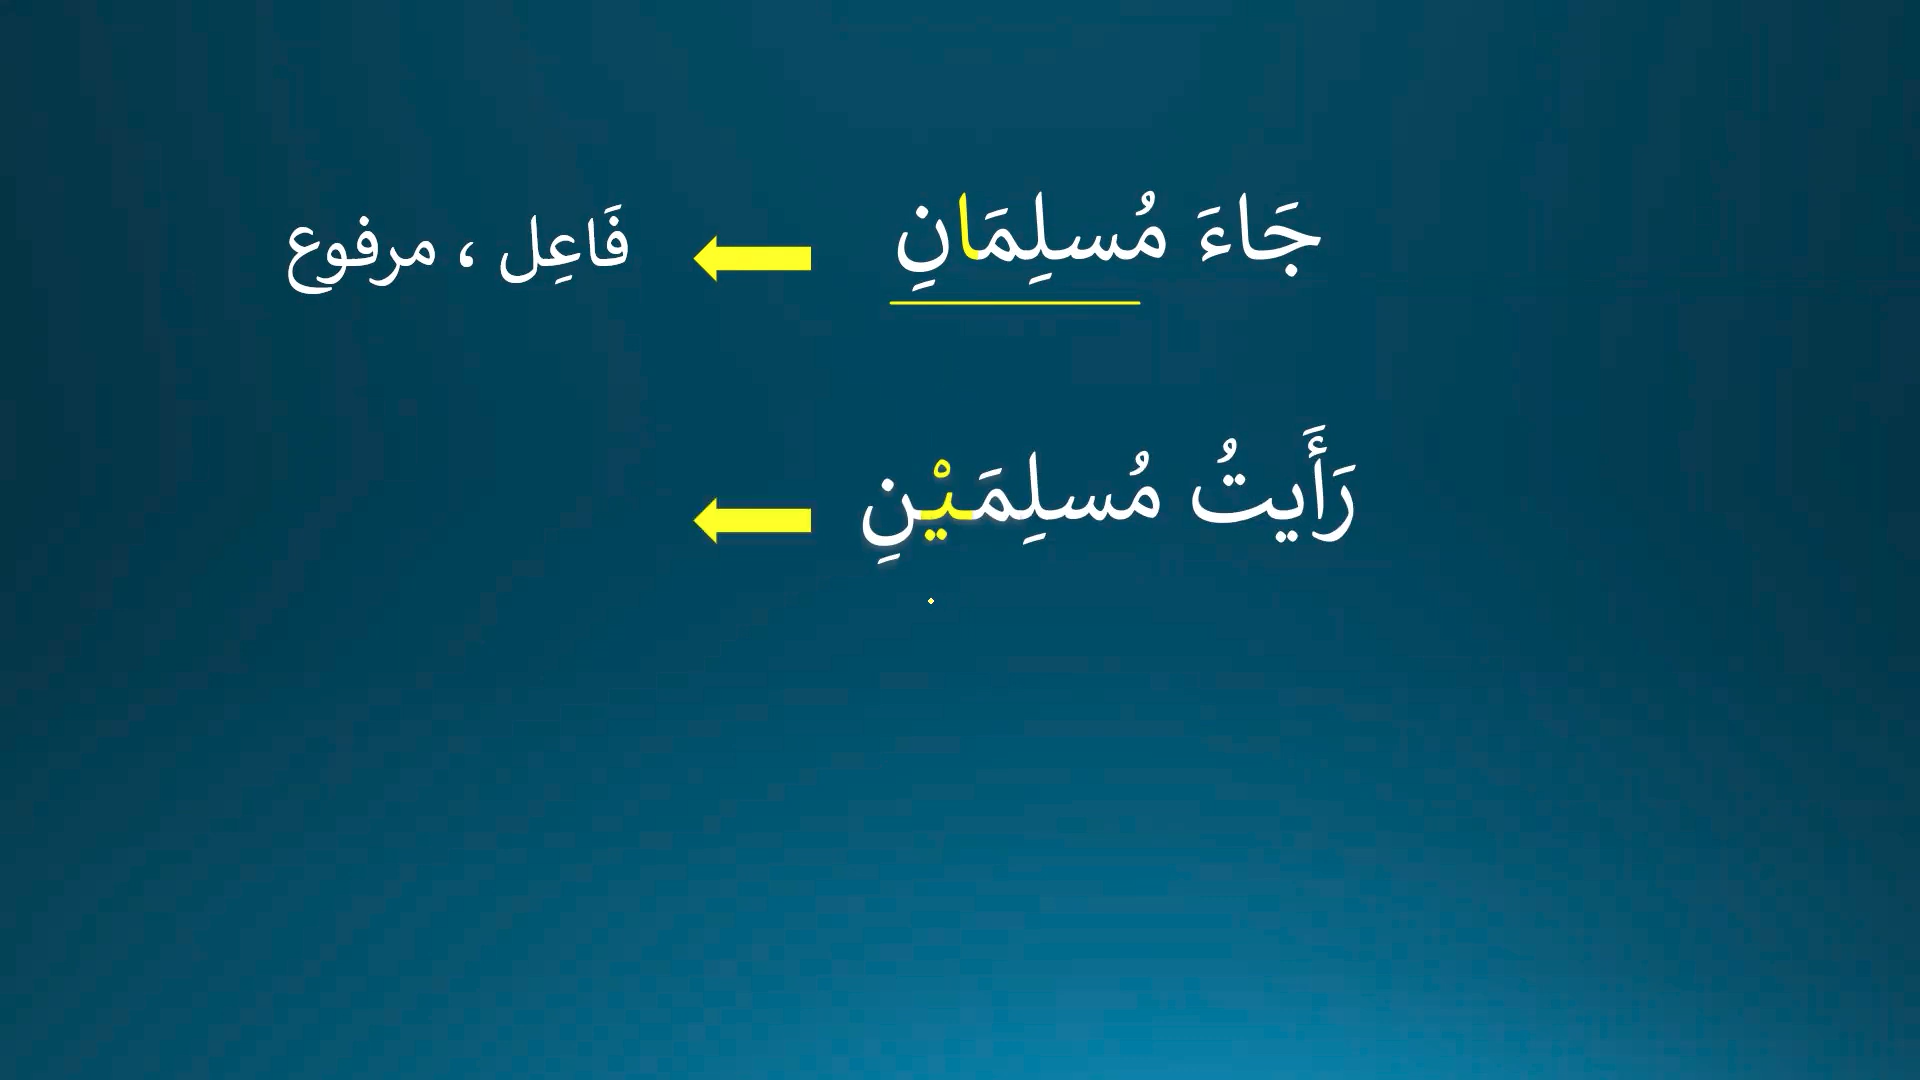 جَاءَ مُسلِمَانِ فَاعِل ، مرفوع
رَأَيتُ مُسلِمَيْنِ